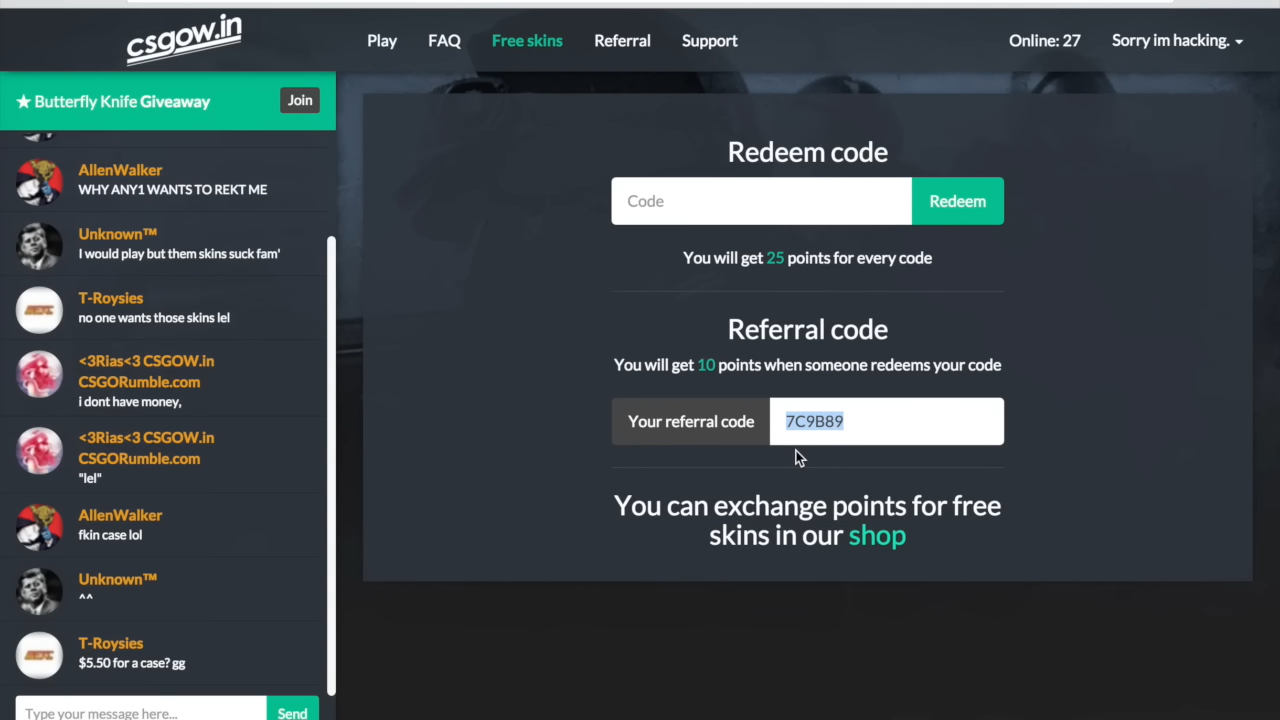 csgow.in
Play
FAQ
Free skins
Referral
Support
Online: 27
Sorry im hacking.
★ Butterfly Knife Giveaway
Join
AllenWalker
WHY ANY1 WANTS TO REKT ME
Unknown™
I would play but them skins suck fam'
T-Roysies
no one wants those skins lel
<3Rias<3 CSGOW.in
CSGORumble.com
i dont have money,
<3Rias<3 CSGOW.in
CSGORumble.com
"lel"
AllenWalker
fkin case lol
Unknown™
^^
T-Roysies
$5.50 for a case? gg
Type your message here...
Send
Redeem code
Code
Redeem
You will get 25 points for every code
Referral code
You will get 10 points when someone redeems your code
Your referral code
7C9B89
You can exchange points for free
skins in our shop